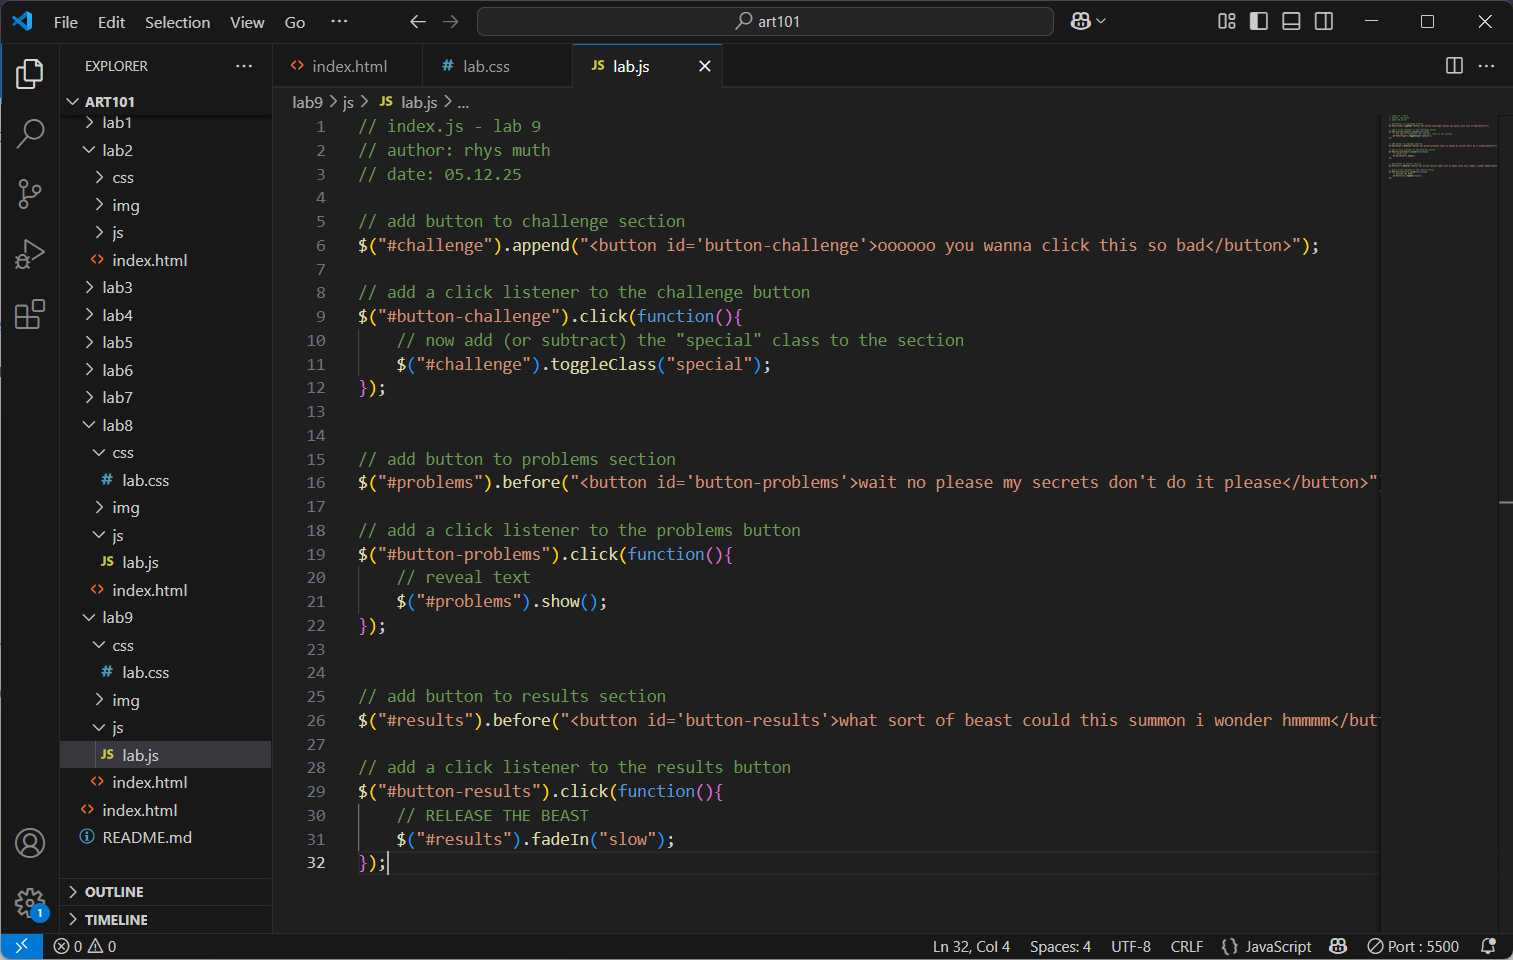 File Edit Selection View Go ···
art101
EXPLORER ···
ART101
lab1
lab2
css
img
js
index.html
lab3
lab4
lab5
lab6
lab7
lab8
css
lab.css
img
js
JS lab.js
index.html
lab9
css
lab.css
img
js
JS lab.js
index.html
index.html
README.md
OUTLINE
TIMELINE
index.html
# lab.css
JS lab.js
lab9 > js > JS lab.js > ...
1 // index.js - lab 9
2 // author: rhys muth
3 // date: 05.12.25
4
5 // add button to challenge section
6 $("#challenge").append("<button id='button-challenge'>oooooo you wanna click this so bad</button>");
7
8 // add a click listener to the challenge button
9 $("#button-challenge").click(function(){
10 // now add (or subtract) the "special" class to the section
11 $("#challenge").toggleClass("special");
12 });
13
14
15 // add button to problems section
16 $("#problems").before("<button id='button-problems'>wait no please my secrets don't do it please</button>"
17
18 // add a click listener to the problems button
19 $("#button-problems").click(function(){
20 // reveal text
21 $("#problems").show();
22 });
23
24
25 // add button to results section
26 $("#results").before("<button id='button-results'>what sort of beast could this summon i wonder hmmmm</butt
27
28 // add a click listener to the results button
29 $("#button-results").click(function(){
30 // RELEASE THE BEAST
31 $("#results").fadeIn("slow");
32 });
1
0 0
Ln 32, Col 4 Spaces: 4 UTF-8 CRLF {} JavaScript Port : 5500